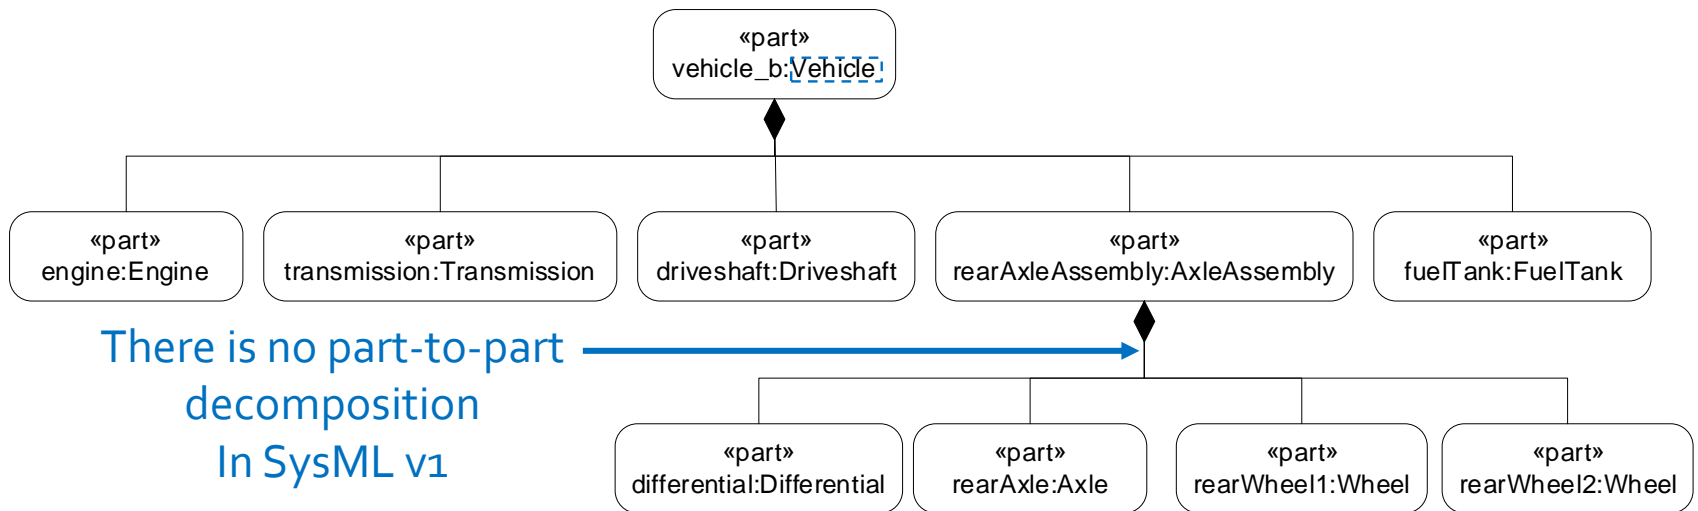 «part»
vehicle_b:Vehicle
«part»
engine:Engine
«part»
transmission:Transmission
«part»
driveshaft:Driveshaft
«part»
rearAxleAssembly:AxleAssembly
«part»
fuelTank:FuelTank
There is no part-to-part
decomposition
In SysML v1
«part»
differential:Differential
«part»
rearAxle:Axle
«part»
rearWheel1:Wheel
«part»
rearWheel2:Wheel